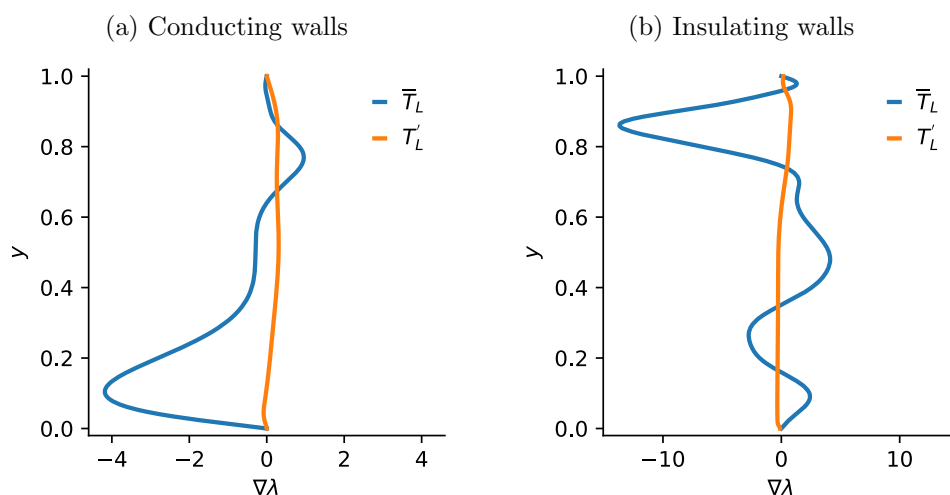 (a) Conducting walls
1.0
0.8
0.6
0.4
0.2
0.0
y
−4
−2
0
2
4
∇λ
T̅_L
T′_L
(b) Insulating walls
1.0
0.8
0.6
0.4
0.2
0.0
y
−10
0
10
∇λ
T̅_L
T′_L